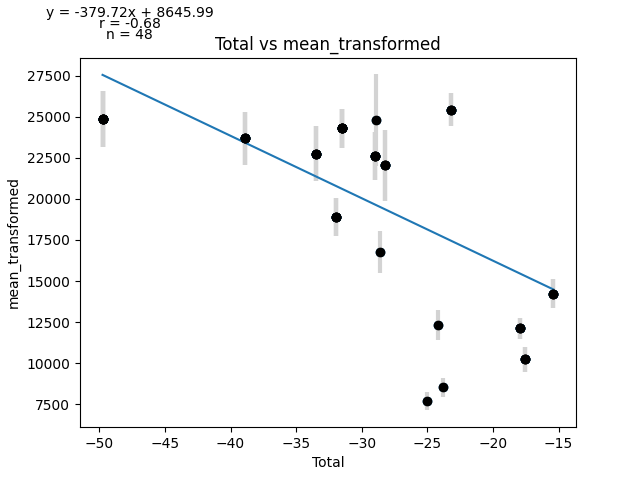 y = -379.72x + 8645.99
r = -0.68
n = 48
Total vs mean_transformed
mean_transformed
27500
25000
22500
20000
17500
15000
12500
10000
7500
−50
−45
−40
−35
−30
−25
−20
−15
Total